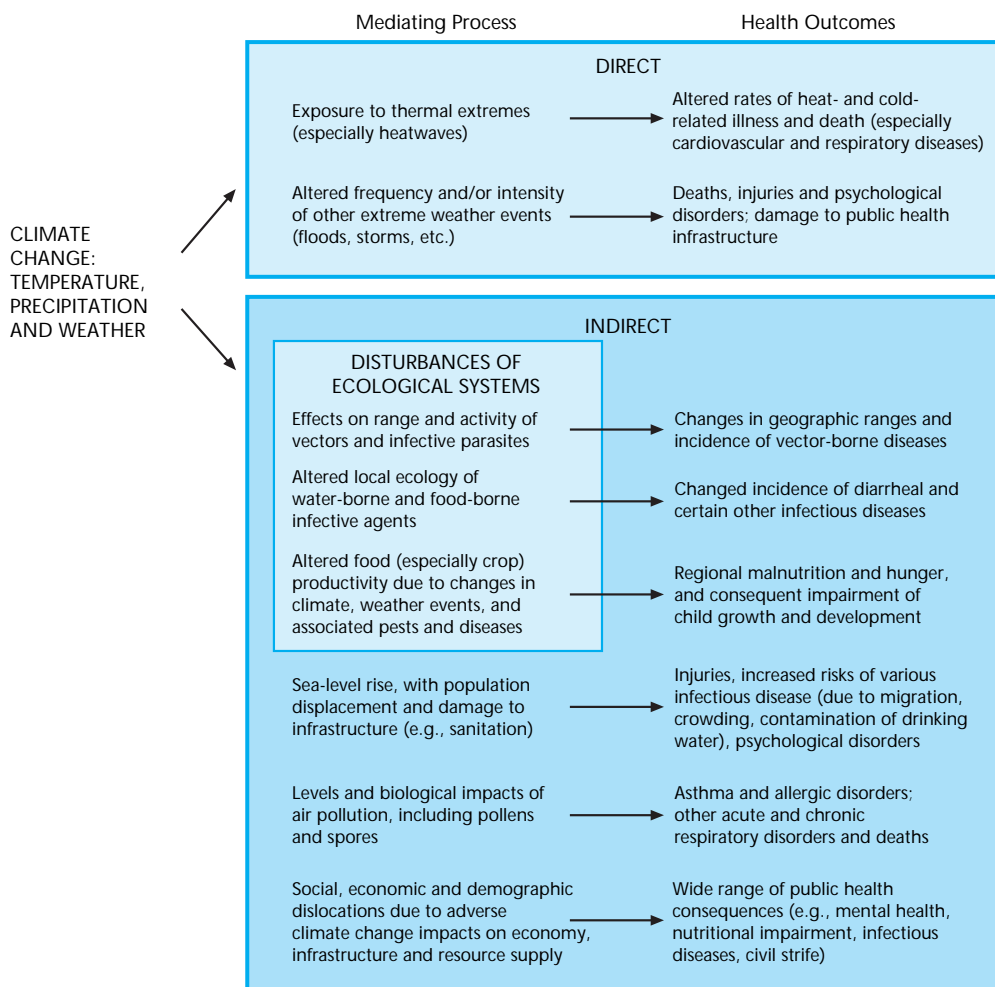 Mediating Process
Health Outcomes
CLIMATE
CHANGE:
TEMPERATURE,
PRECIPITATION
AND WEATHER
DIRECT
Exposure to thermal extremes
(especially heatwaves)
Altered rates of heat- and cold-
related illness and death (especially
cardiovascular and respiratory diseases)
Altered frequency and/or intensity
of other extreme weather events
(floods, storms, etc.)
Deaths, injuries and psychological
disorders; damage to public health
infrastructure
INDIRECT
DISTURBANCES OF
ECOLOGICAL SYSTEMS
Effects on range and activity of
vectors and infective parasites
Changes in geographic ranges and
incidence of vector-borne diseases
Altered local ecology of
water-borne and food-borne
infective agents
Changed incidence of diarrheal and
certain other infectious diseases
Altered food (especially crop)
productivity due to changes in
climate, weather events, and
associated pests and diseases
Regional malnutrition and hunger,
and consequent impairment of
child growth and development
Sea-level rise, with population
displacement and damage to
infrastructure (e.g., sanitation)
Injuries, increased risks of various
infectious disease (due to migration,
crowding, contamination of drinking
water), psychological disorders
Levels and biological impacts of
air pollution, including pollens
and spores
Asthma and allergic disorders;
other acute and chronic
respiratory disorders and deaths
Social, economic and demographic
dislocations due to adverse
climate change impacts on economy,
infrastructure and resource supply
Wide range of public health
consequences (e.g., mental health,
nutritional impairment, infectious
diseases, civil strife)